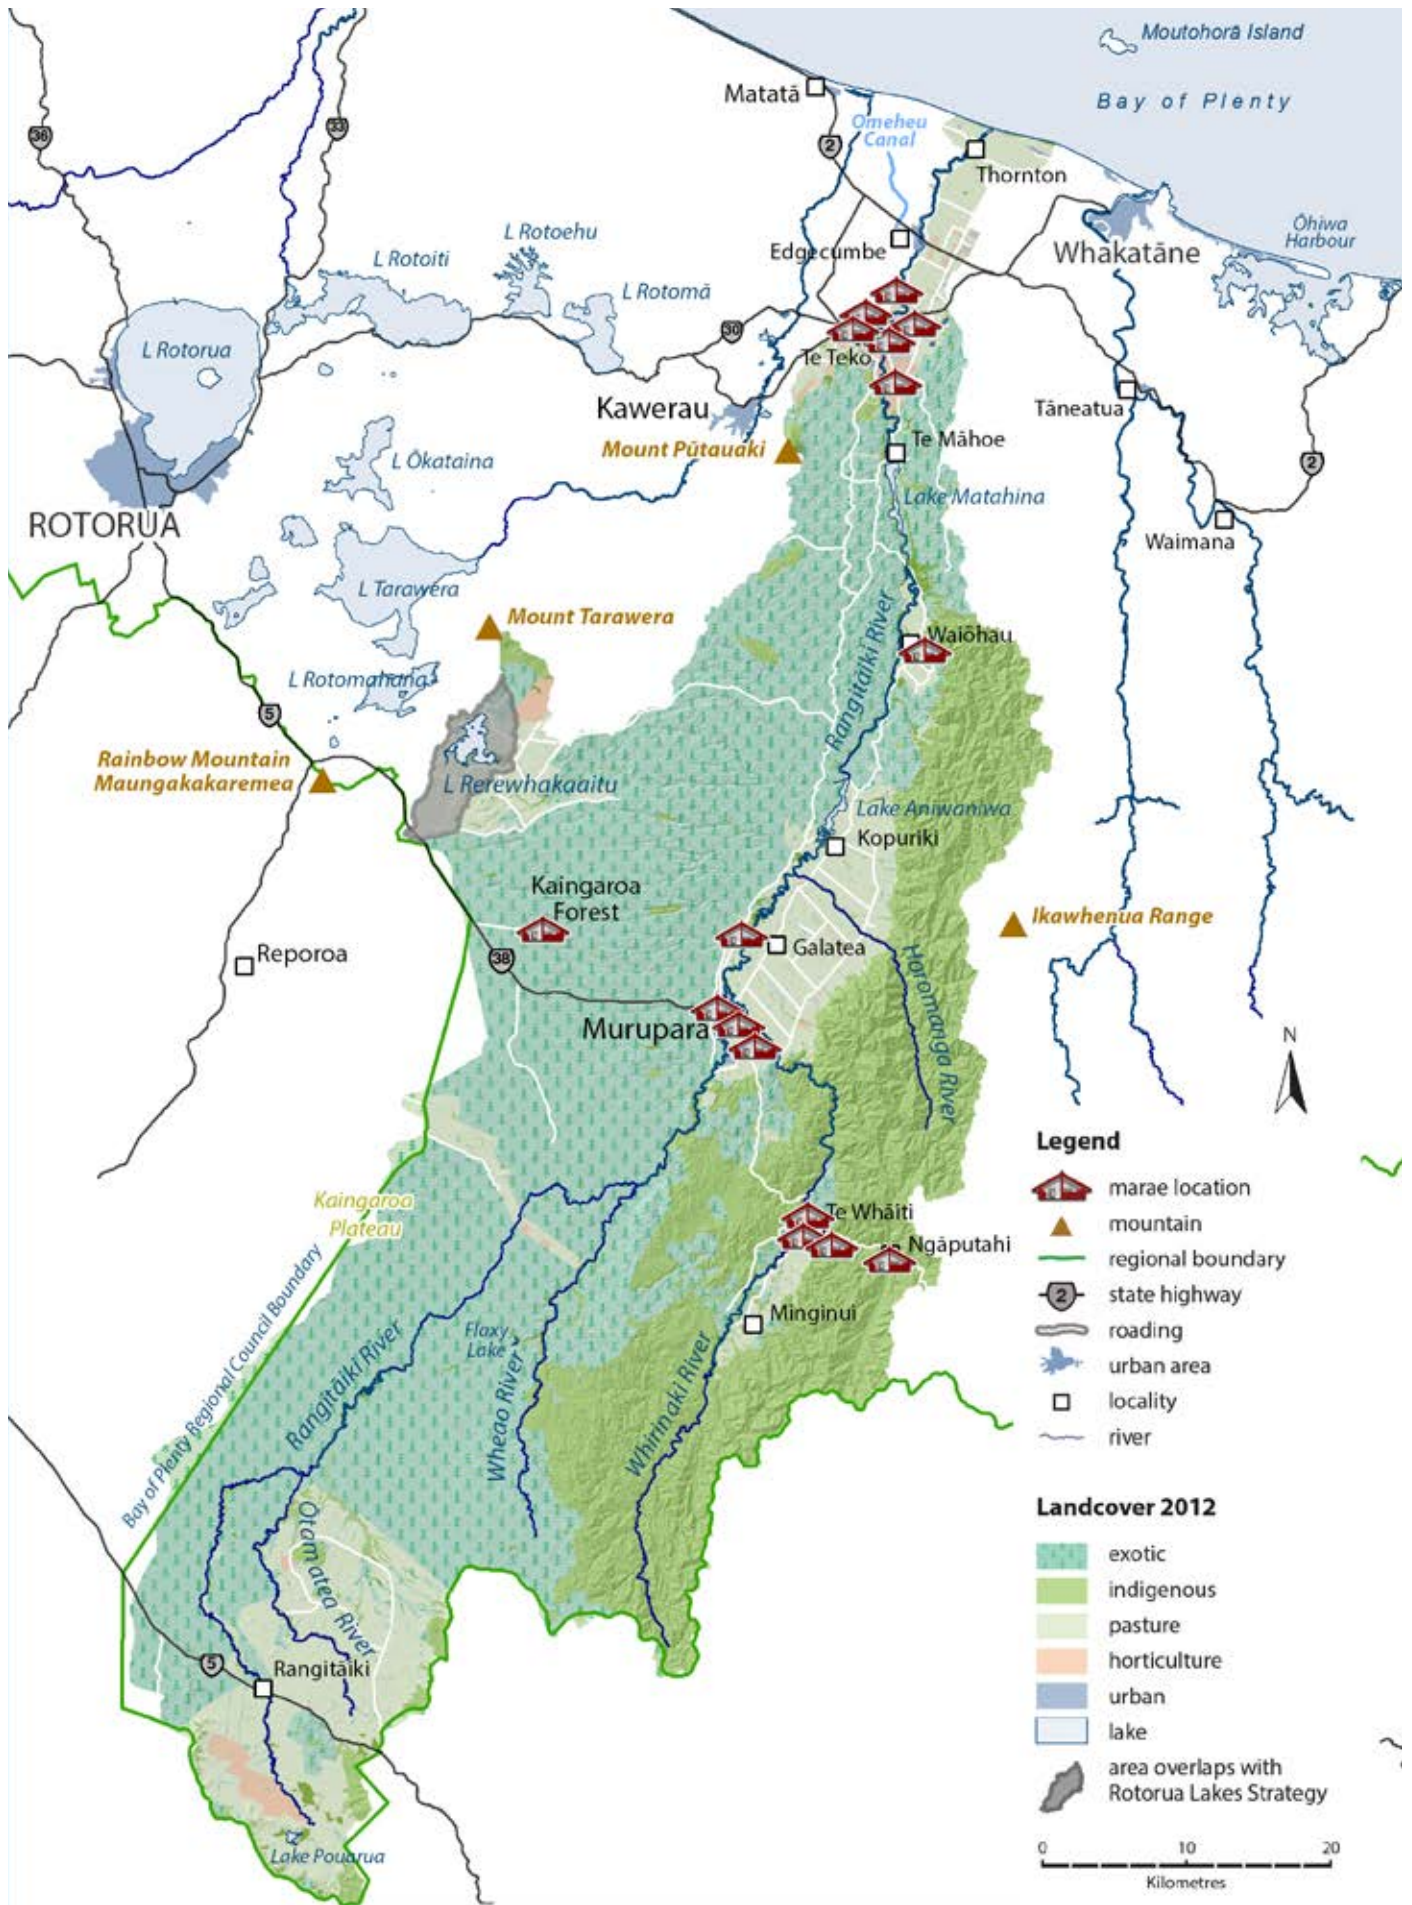 Moutohorā Island
Bay of Plenty
Matatā
Omeheu
Canal
36
33
2
Thornton
Edgecumbe
Whakatāne
Ōhiwa
Harbour
L Rotoehu
L Rotoiti
L Rotomā
L Rotorua
30
Te Teko
Kawerau
Tāneatua
Mount Pūtauaki
Te Māhoe
L Ōkataina
2
Lake Matahina
ROTORUA
Waimana
L Tarawera
Mount Tarawera
Waiōhau
Rangitāiki River
L Rotomahana
5
Rainbow Mountain
Maungakakaremea
L Rerewhakaaitu
Lake Aniwaniwa
Kopuriki
Kaingaroa
Forest
Ikawhenua Range
Reporoa
38
Galatea
Horomanga River
Murupara
N
Legend
marae location
mountain
regional boundary
2
state highway
roading
urban area
locality
river
Kaingaroa
Plateau
Te Whāiti
Ngāputahi
Minginui
Bay of Plenty Regional Council Boundary
Rangitāiki River
Flaxy
Lake
Wheao River
Whirinaki River
Otamatea River
5
Rangitāiki
Lake Pouarua
Landcover 2012
exotic
indigenous
pasture
horticulture
urban
lake
area overlaps with
Rotorua Lakes Strategy
0 10 20
Kilometres